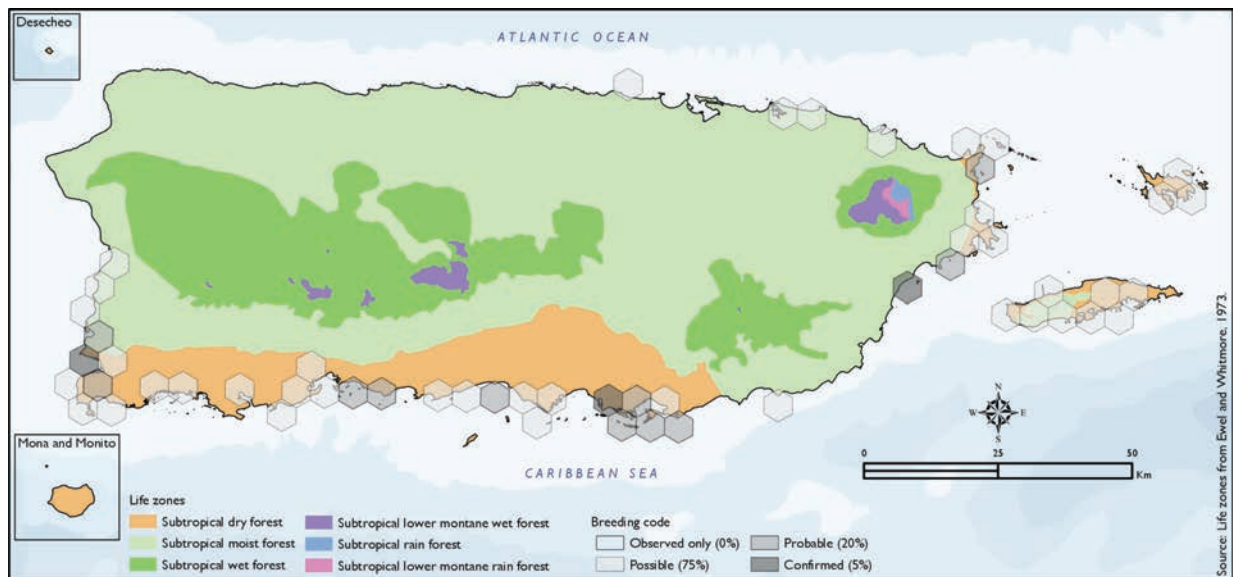 Desecheo
ATLANTIC OCEAN
N
W E
S
Mona and Monito
CARIBBEAN SEA
0 25 50
Km
Life zones
Subtropical dry forest
Subtropical moist forest
Subtropical wet forest
Subtropical lower montane wet forest
Subtropical rain forest
Subtropical lower montane rain forest
Breeding code
Observed only (0%)
Possible (75%)
Probable (20%)
Confirmed (5%)
Source: Life zones from Ewel and Whitmore, 1973.